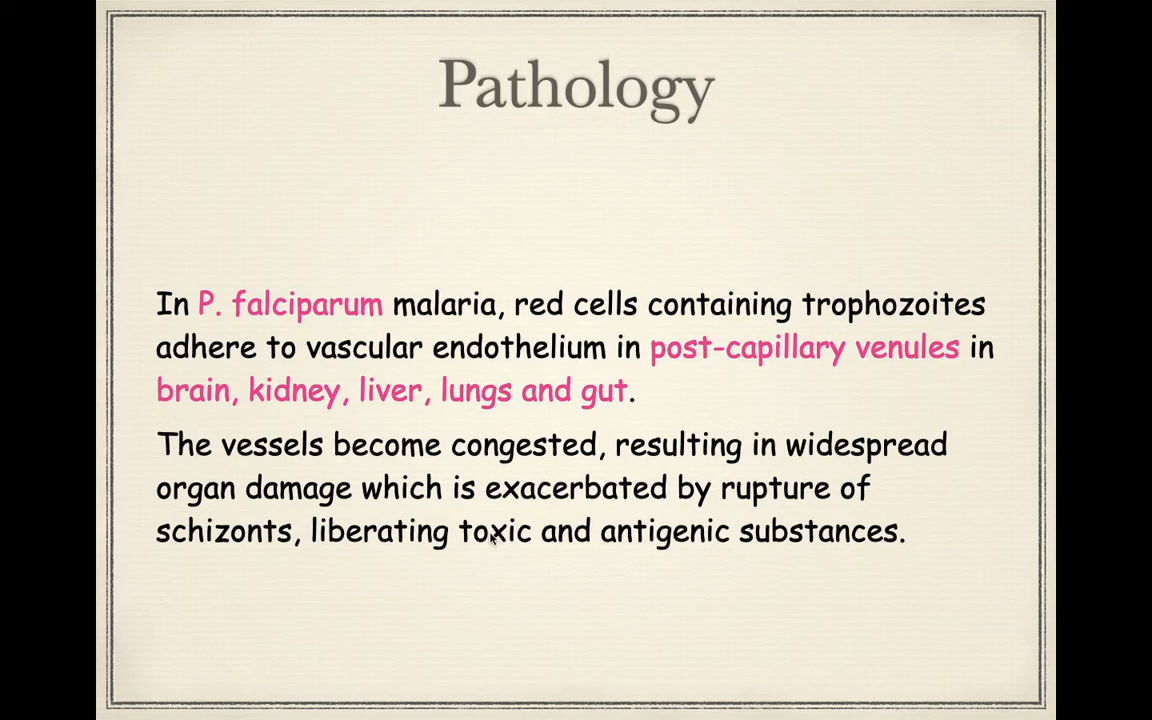 Pathology
In P. falciparum malaria, red cells containing trophozoites
adhere to vascular endothelium in post-capillary venules in
brain, kidney, liver, lungs and gut.
The vessels become congested, resulting in widespread
organ damage which is exacerbated by rupture of
schizonts, liberating toxic and antigenic substances.